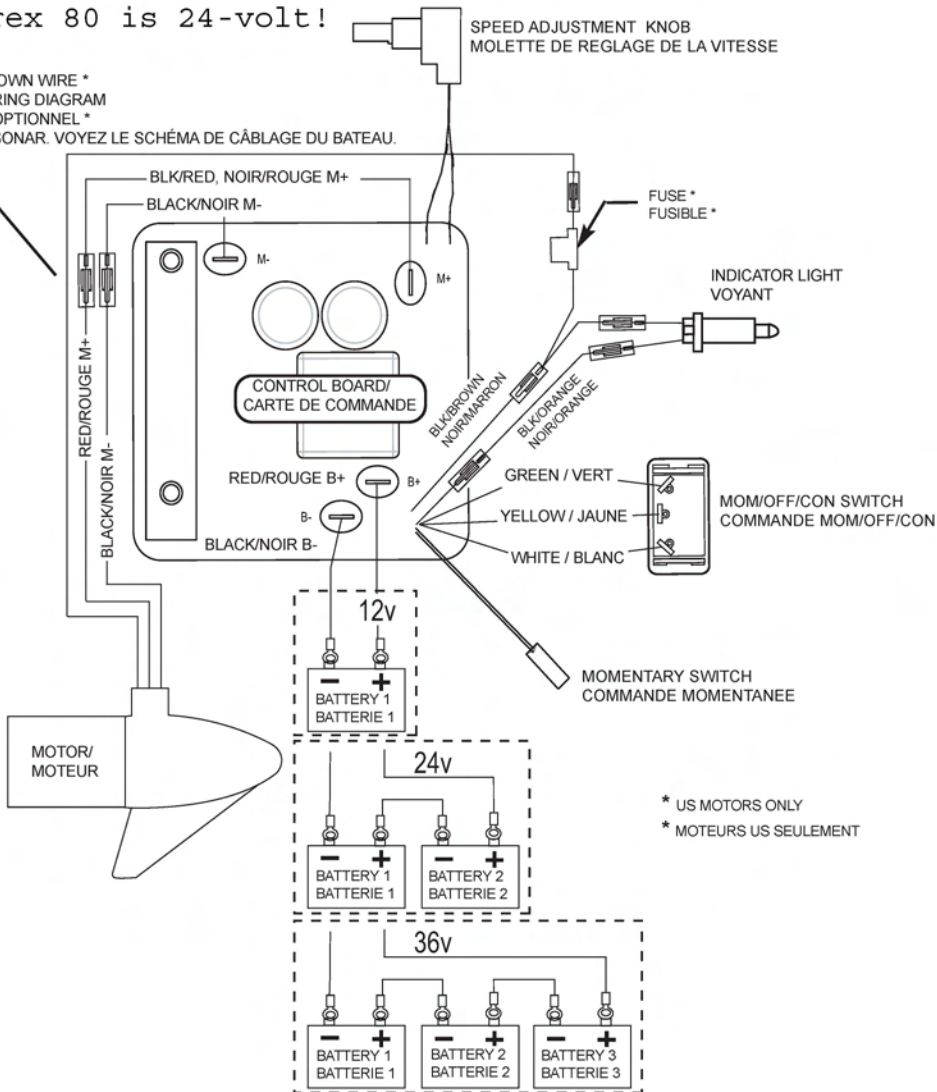 rex 80 is 24-volt!
SPEED ADJUSTMENT KNOB
MOLETTE DE REGLAGE DE LA VITESSE
OWN WIRE *
RING DIAGRAM
OPTIONNEL *
SONAR. VOYEZ LE SCHÉMA DE CÂBLAGE DU BATEAU.
BLK/RED, NOIR/ROUGE M+
BLACK/NOIR M-
FUSE *
FUSIBLE *
M-
M+
INDICATOR LIGHT
VOYANT
RED/ROUGE M+
BLACK/NOIR M-
CONTROL BOARD/
CARTE DE COMMANDE
BLK/BROWN
NOIR/MARRON
BLK/ORANGE
NOIR/ORANGE
RED/ROUGE B+
B+
B-
BLACK/NOIR B-
GREEN / VERT
YELLOW / JAUNE
WHITE / BLANC
MOM/OFF/CON SWITCH
COMMANDE MOM/OFF/CON
12v
- +
BATTERY 1
BATTERIE 1
MOMENTARY SWITCH
COMMANDE MOMENTANEE
MOTOR/
MOTEUR
24v
- + - +
BATTERY 1 BATTERY 2
BATTERIE 1 BATTERIE 2
* US MOTORS ONLY
* MOTEURS US SEULEMENT
36v
- + - + - +
BATTERY 1 BATTERY 2 BATTERY 3
BATTERIE 1 BATTERIE 2 BATTERIE 3